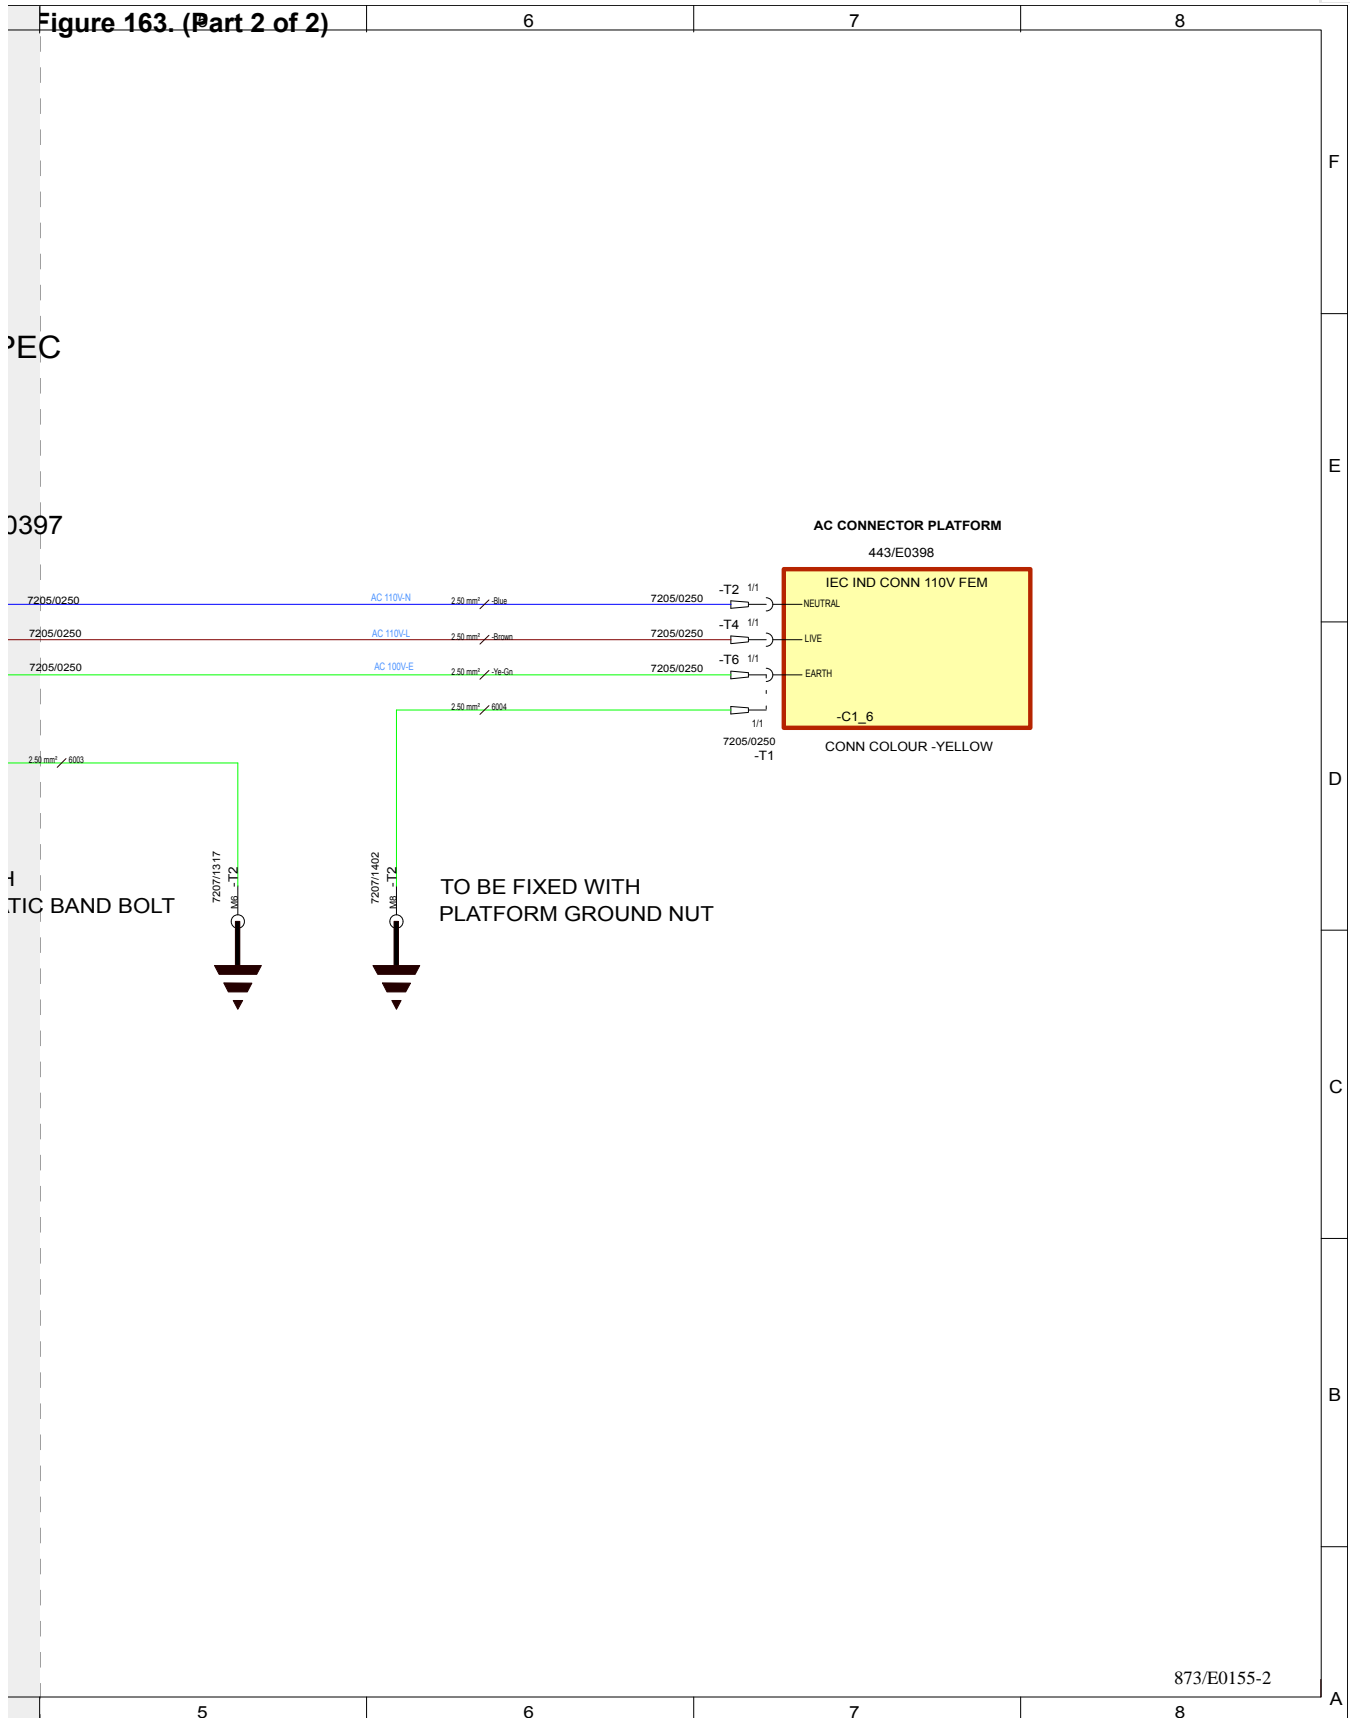 Figure 163. (Part 2 of 2)
5 6 7 8
F
PEC
E
0397
AC CONNECTOR PLATFORM
443/E0398
IEC IND CONN 110V FEM
7205/0250 AC 110V-N 2.50 mm² -Blue 7205/0250 -T2 1/1 NEUTRAL
7205/0250 AC 110V-L 2.50 mm² -Brown 7205/0250 -T4 1/1 LIVE
7205/0250 AC 100V-E 2.50 mm² -Ye-Gn 7205/0250 -T6 1/1 EARTH
2.50 mm² 6004
1/1
-C1_6
7205/0250
-T1
CONN COLOUR -YELLOW
2.50 mm² 6003
D
7207/1317
M6 -T2
7207/1402
M8 -T2
H
TIC BAND BOLT
TO BE FIXED WITH
PLATFORM GROUND NUT
C
B
873/E0155-2
A
5 6 7 8